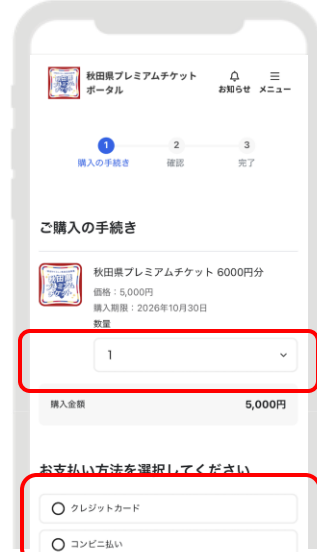 秋田県プレミアムチケット
ポータル
お知らせ
メニュー
1
2
3
購入の手続き
確認
完了
ご購入の手続き
秋田県プレミアムチケット 6000円分
価格：5,000円
購入期限：2026年10月30日
数量
1
購入金額
5,000円
お支払い方法を選択してください
クレジットカード
コンビニ払い